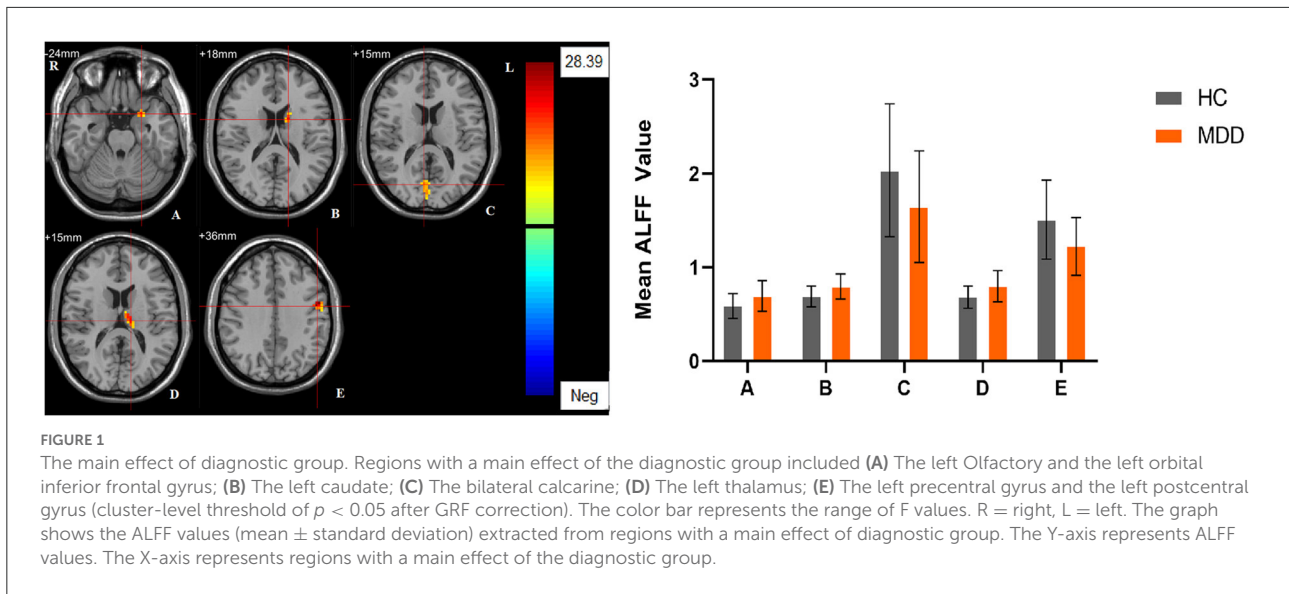 -24mm
+18mm
+15mm
R
L
28.39
A
B
C
+15mm
+36mm
D
E
Neg
3
2
1
0
Mean ALFF Value
HC
MDD
A B C D E
FIGURE 1
The main effect of diagnostic group. Regions with a main effect of the diagnostic group included (A) The left Olfactory and the left orbital
inferior frontal gyrus; (B) The left caudate; (C) The bilateral calcarine; (D) The left thalamus; (E) The left precentral gyrus and the left postcentral
gyrus (cluster-level threshold of p < 0.05 after GRF correction). The color bar represents the range of F values. R = right, L = left. The graph
shows the ALFF values (mean ± standard deviation) extracted from regions with a main effect of diagnostic group. The Y-axis represents ALFF
values. The X-axis represents regions with a main effect of the diagnostic group.